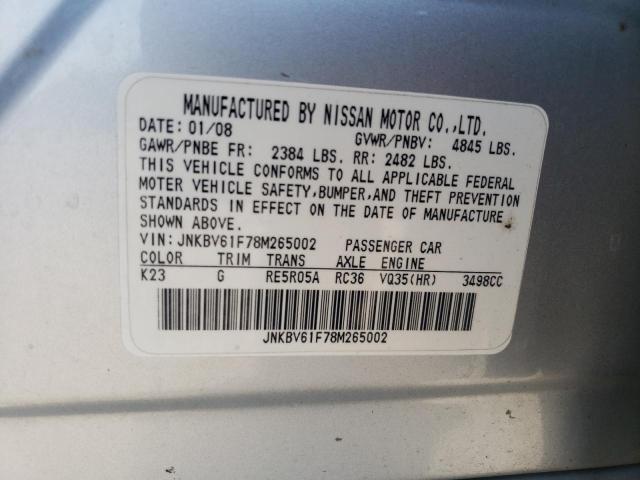 MANUFACTURED BY NISSAN MOTOR CO.,LTD.
DATE: 01/08 GVWR/PNBV: 4845 LBS.
GAWR/PNBE FR: 2384 LBS. RR: 2482 LBS.
THIS VEHICLE CONFORMS TO ALL APPLICABLE FEDERAL
MOTER VEHICLE SAFETY,BUMPER,AND THEFT PREVENTION
STANDARDS IN EFFECT ON THE DATE OF MANUFACTURE
SHOWN ABOVE.
VIN: JNKBV61F78M265002 PASSENGER CAR
COLOR TRIM TRANS AXLE ENGINE
K23 G RE5R05A RC36 VQ35(HR) 3498CC
JNKBV61F78M265002